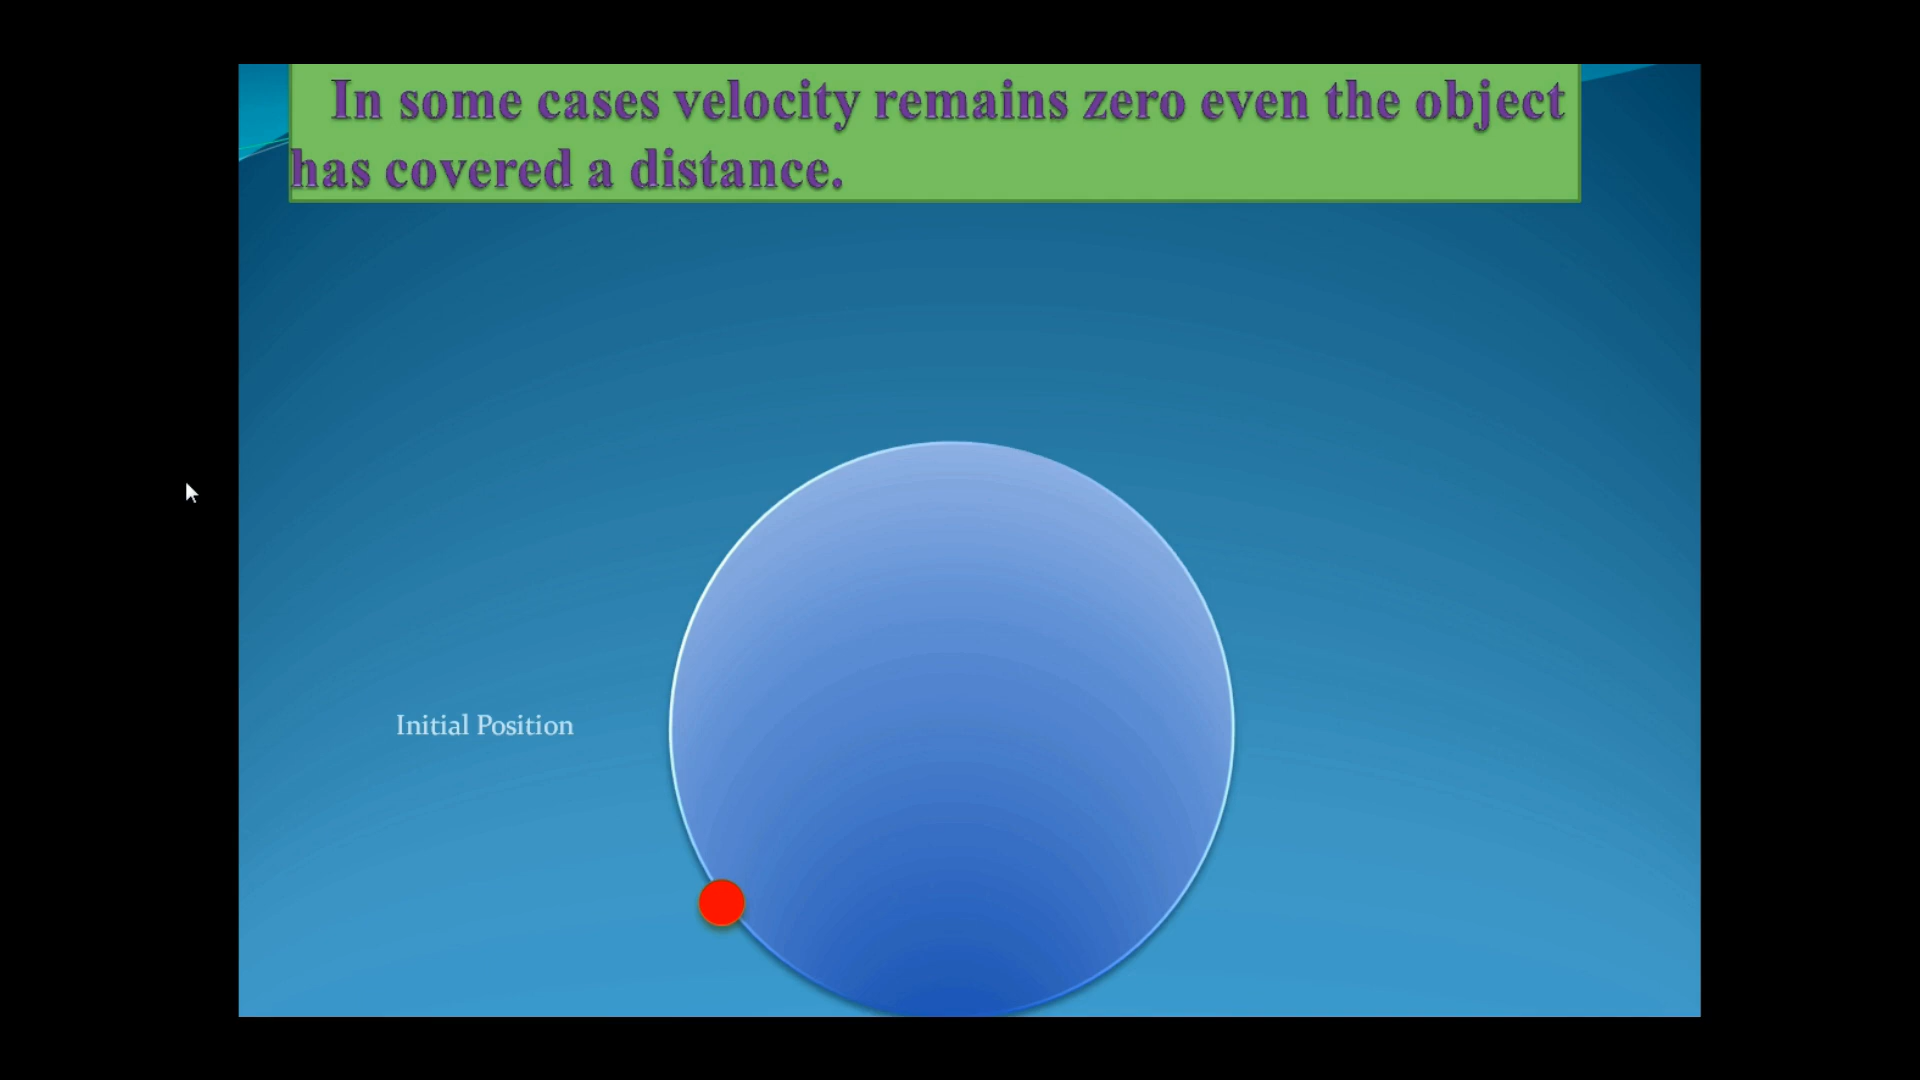 In some cases velocity remains zero even the object
has covered a distance.
Initial Position